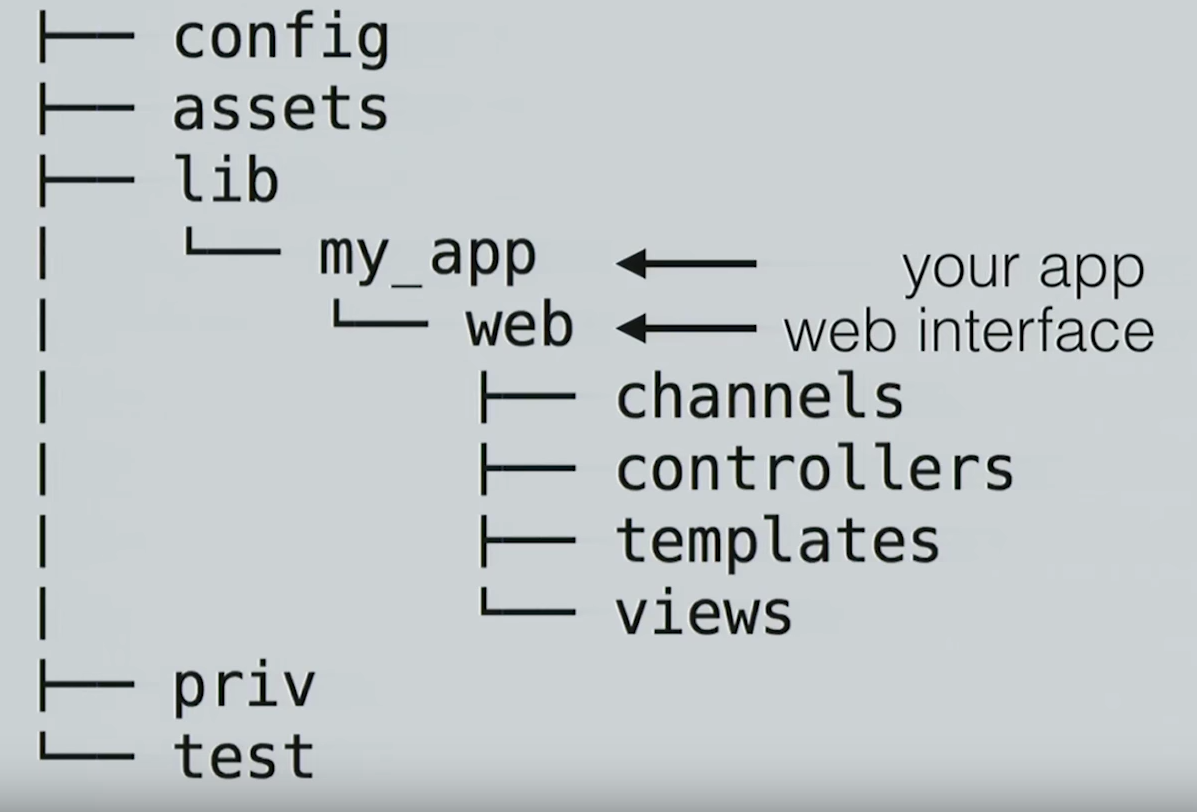 ├── config
├── assets
├── lib
│   └── my_app ← your app
│       └── web ← web interface
│           ├── channels
│           ├── controllers
│           ├── templates
│           └── views
├── priv
└── test